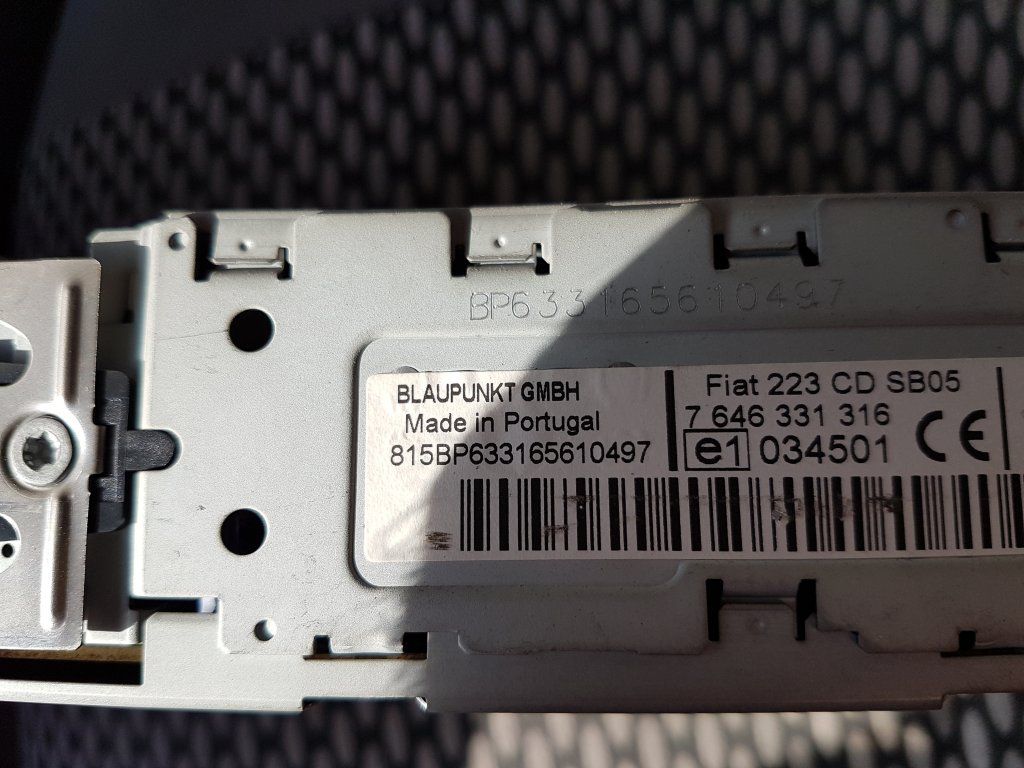 BP633165610497
BLAUPUNKT GMBH
Made in Portugal
815BP633165610497
Fiat 223 CD SB05
7 646 331 316
e1 034501 CE